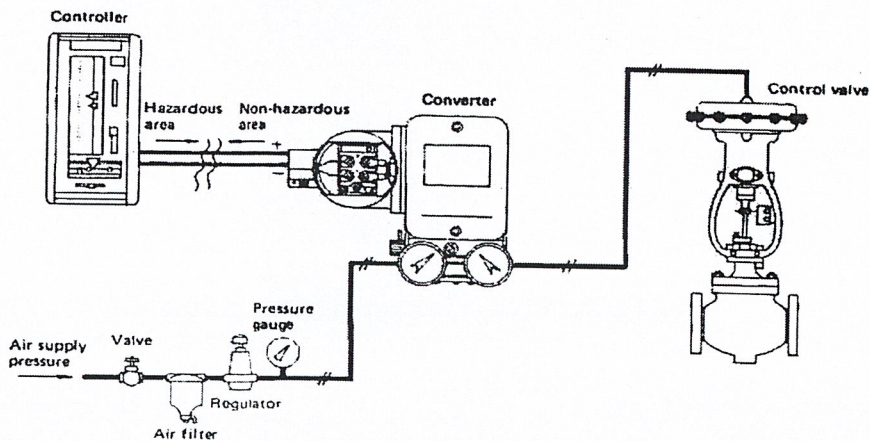 Controller
Hazardous
area
Non-hazardous
area
+
−
Converter
Control valve
Air supply
pressure
Valve
Air filter
Regulator
Pressure
gauge